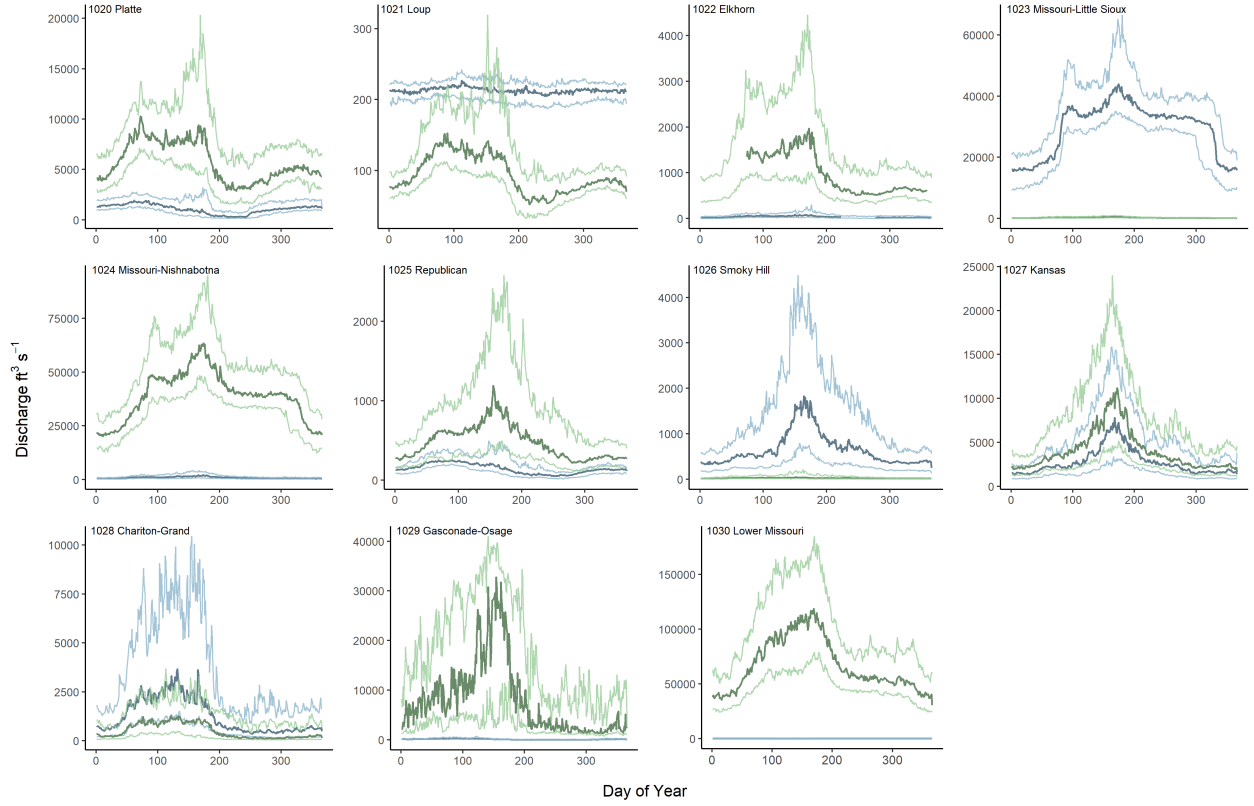 1020 Platte
20000
15000
10000
5000
0
0 100 200 300
1021 Loup
300
200
100
0 100 200 300
1022 Elkhorn
4000
3000
2000
1000
0
0 100 200 300
1023 Missouri-Little Sioux
60000
40000
20000
0
0 100 200 300
1024 Missouri-Nishnabotna
75000
50000
25000
0
0 100 200 300
1025 Republican
2000
1000
0
0 100 200 300
1026 Smoky Hill
4000
3000
2000
1000
0
0 100 200 300
1027 Kansas
25000
20000
15000
10000
5000
0
0 100 200 300
Discharge ft³ s⁻¹
1028 Chariton-Grand
10000
7500
5000
2500
0
0 100 200 300
1029 Gasconade-Osage
40000
30000
20000
10000
0
0 100 200 300
1030 Lower Missouri
150000
100000
50000
0
0 100 200 300
Day of Year